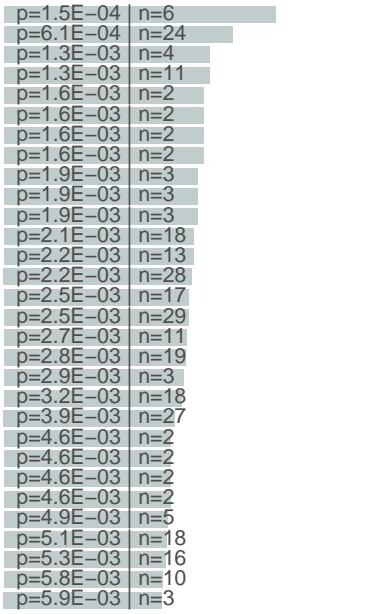 p=1.5E−04 | n=6
p=6.1E−04 | n=24
p=1.3E−03 | n=4
p=1.3E−03 | n=11
p=1.6E−03 | n=2
p=1.6E−03 | n=2
p=1.6E−03 | n=2
p=1.6E−03 | n=2
p=1.9E−03 | n=3
p=1.9E−03 | n=3
p=1.9E−03 | n=3
p=2.1E−03 | n=18
p=2.2E−03 | n=13
p=2.2E−03 | n=28
p=2.5E−03 | n=17
p=2.5E−03 | n=29
p=2.7E−03 | n=11
p=2.8E−03 | n=19
p=2.9E−03 | n=3
p=3.2E−03 | n=18
p=3.9E−03 | n=27
p=4.6E−03 | n=2
p=4.6E−03 | n=2
p=4.6E−03 | n=2
p=4.6E−03 | n=2
p=4.9E−03 | n=5
p=5.1E−03 | n=18
p=5.3E−03 | n=16
p=5.8E−03 | n=10
p=5.9E−03 | n=3